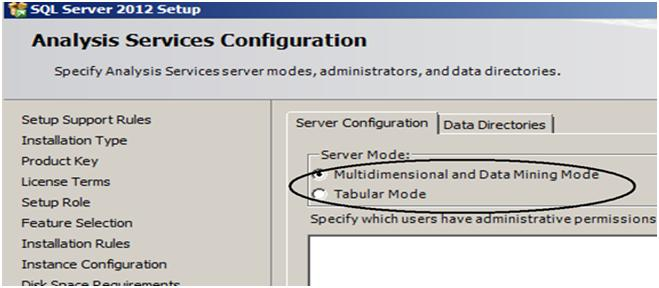 SQL Server 2012 Setup
Analysis Services Configuration
Specify Analysis Services server modes, administrators, and data directories.
Setup Support Rules
Installation Type
Product Key
License Terms
Setup Role
Feature Selection
Installation Rules
Instance Configuration
Disk Space Requirements
Server Configuration
Data Directories
Server Mode:
Multidimensional and Data Mining Mode
Tabular Mode
Specify which users have administrative permissions